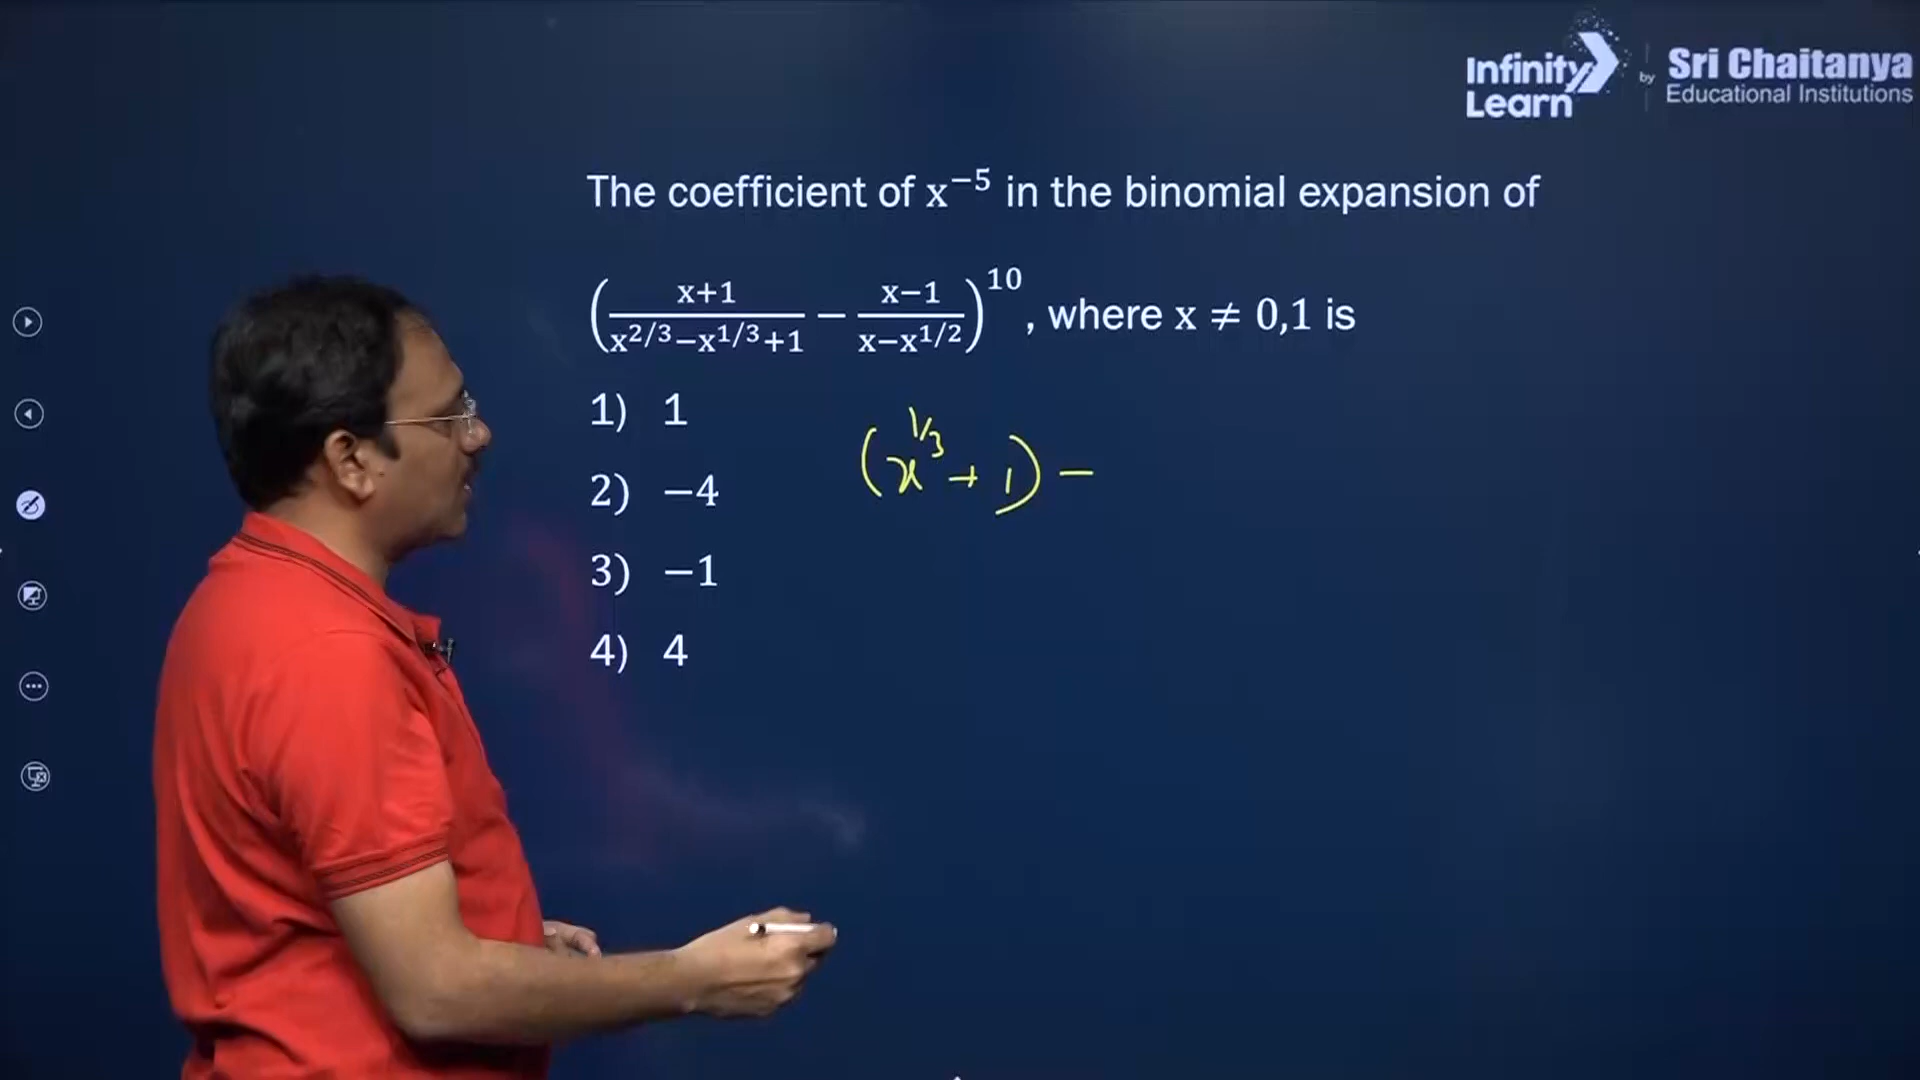 Infinity Learn by Sri Chaitanya Educational Institutions
The coefficient of x⁻⁵ in the binomial expansion of
((x+1)/(x^{2/3}−x^{1/3}+1) − (x−1)/(x−x^{1/2}))^{10}, where x ≠ 0,1 is
1) 1
2) −4
3) −1
4) 4
(x^{1/3} + 1) −